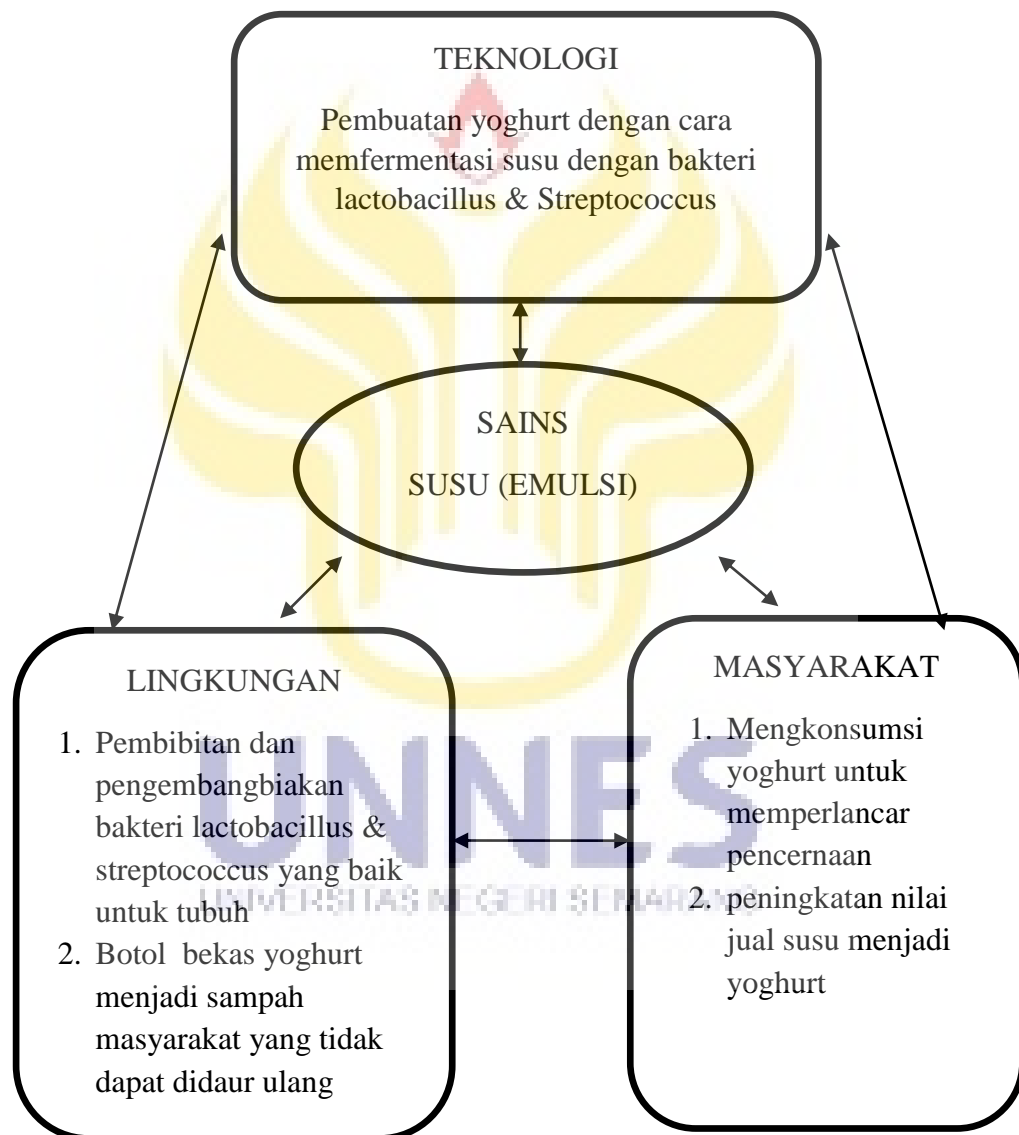 TEKNOLOGI
Pembuatan yoghurt dengan cara
memfermentasi susu dengan bakteri
lactobacillus & Streptococcus
SAINS
SUSU (EMULSI)
LINGKUNGAN
1. Pembibitan dan
pengembangbiakan
bakteri lactobacillus &
streptococcus yang baik
untuk tubuh
2. Botol bekas yoghurt
menjadi sampah
masyarakat yang tidak
dapat didaur ulang
MASYARAKAT
1. Mengkonsumsi
yoghurt untuk
memperlancar
pencernaan
2. peningkatan nilai
jual susu menjadi
yoghurt
UNNES
UNIVERSITAS NEGERI SEMARANG